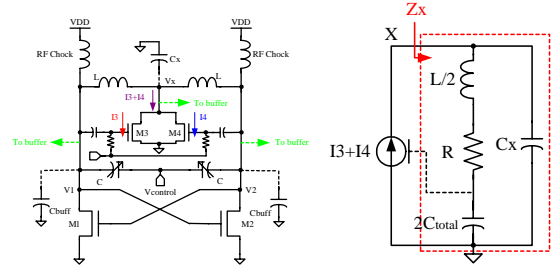 VDD
VDD
RF Chock
RF Chock
L
Cx
L
Vx
I3+I4
To buffer
I3
I4
M3
M4
To buffer
To buffer
C
Vcontrol
C
V1
V2
Cbuff
Cbuff
M1
M2
Zx
X
L/2
I3+I4
R
Cx
2Ctotal